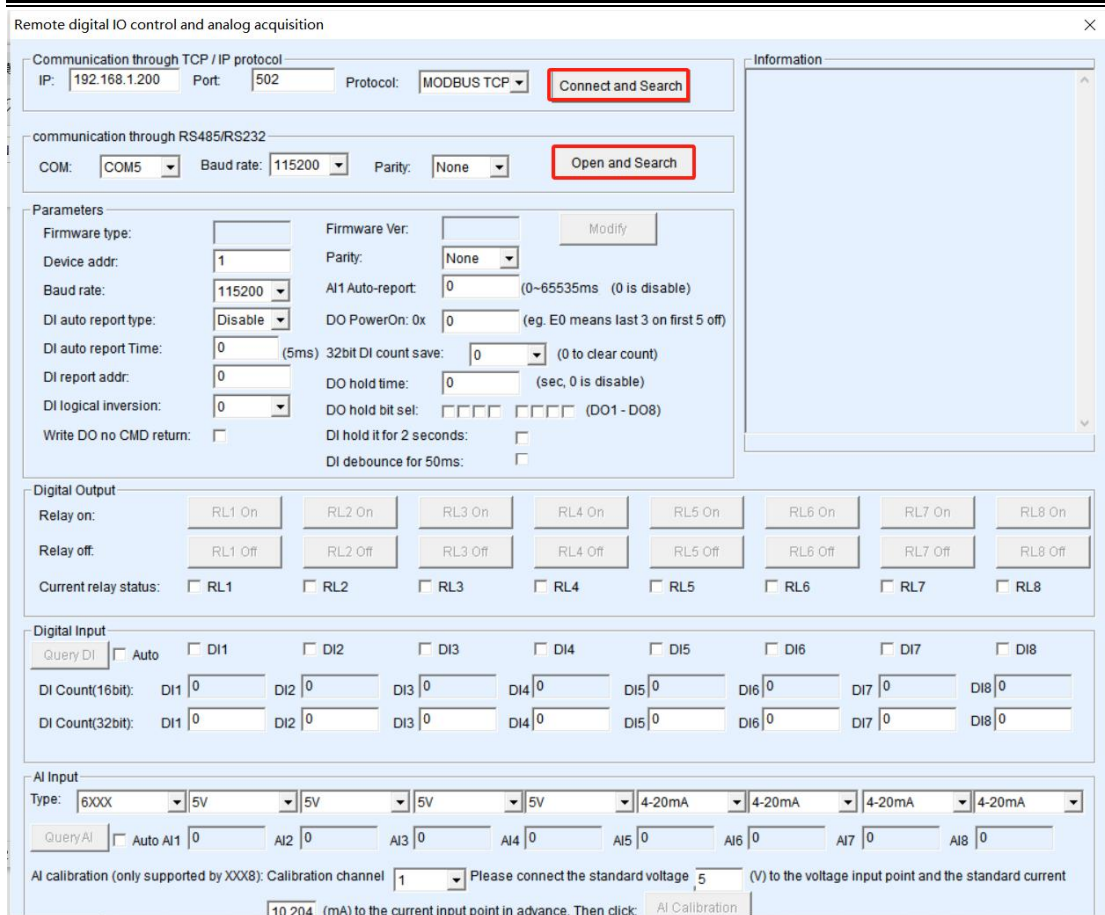 Remote digital IO control and analog acquisition
Communication through TCP / IP protocol
IP: 192.168.1.200 Port: 502 Protocol: MODBUS TCP Connect and Search
communication through RS485/RS232
COM: COM5 Baud rate: 115200 Parity: None Open and Search
Information
Parameters
Firmware type: Firmware Ver: Modify
Device addr: 1 Parity: None
Baud rate: 115200 AI1 Auto-report: 0 (0~65535ms (0 is disable)
DI auto report type: Disable DO PowerOn: 0x 0 (eg. E0 means last 3 on first 5 off)
DI auto report Time: 0 (5ms) 32bit DI count save: 0 (0 to clear count)
DI report addr: 0 DO hold time: 0 (sec, 0 is disable)
DI logical inversion: 0 DO hold bit sel: (DO1 - DO8)
Write DO no CMD return: DI hold it for 2 seconds:
DI debounce for 50ms:
Digital Output
Relay on: RL1 On RL2 On RL3 On RL4 On RL5 On RL6 On RL7 On RL8 On
Relay off: RL1 Off RL2 Off RL3 Off RL4 Off RL5 Off RL6 Off RL7 Off RL8 Off
Current relay status: RL1 RL2 RL3 RL4 RL5 RL6 RL7 RL8
Digital Input
Query DI Auto DI1 DI2 DI3 DI4 DI5 DI6 DI7 DI8
DI Count(16bit): DI1 0 DI2 0 DI3 0 DI4 0 DI5 0 DI6 0 DI7 0 DI8 0
DI Count(32bit): DI1 0 DI2 0 DI3 0 DI4 0 DI5 0 DI6 0 DI7 0 DI8 0
AI Input
Type: 6XXX 5V 5V 5V 5V 4-20mA 4-20mA 4-20mA 4-20mA
Query AI Auto AI1 0 AI2 0 AI3 0 AI4 0 AI5 0 AI6 0 AI7 0 AI8 0
AI calibration (only supported by XXX8): Calibration channel 1 Please connect the standard voltage 5 (V) to the voltage input point and the standard current
10.204 (mA) to the current input point in advance. Then click: AI Calibration